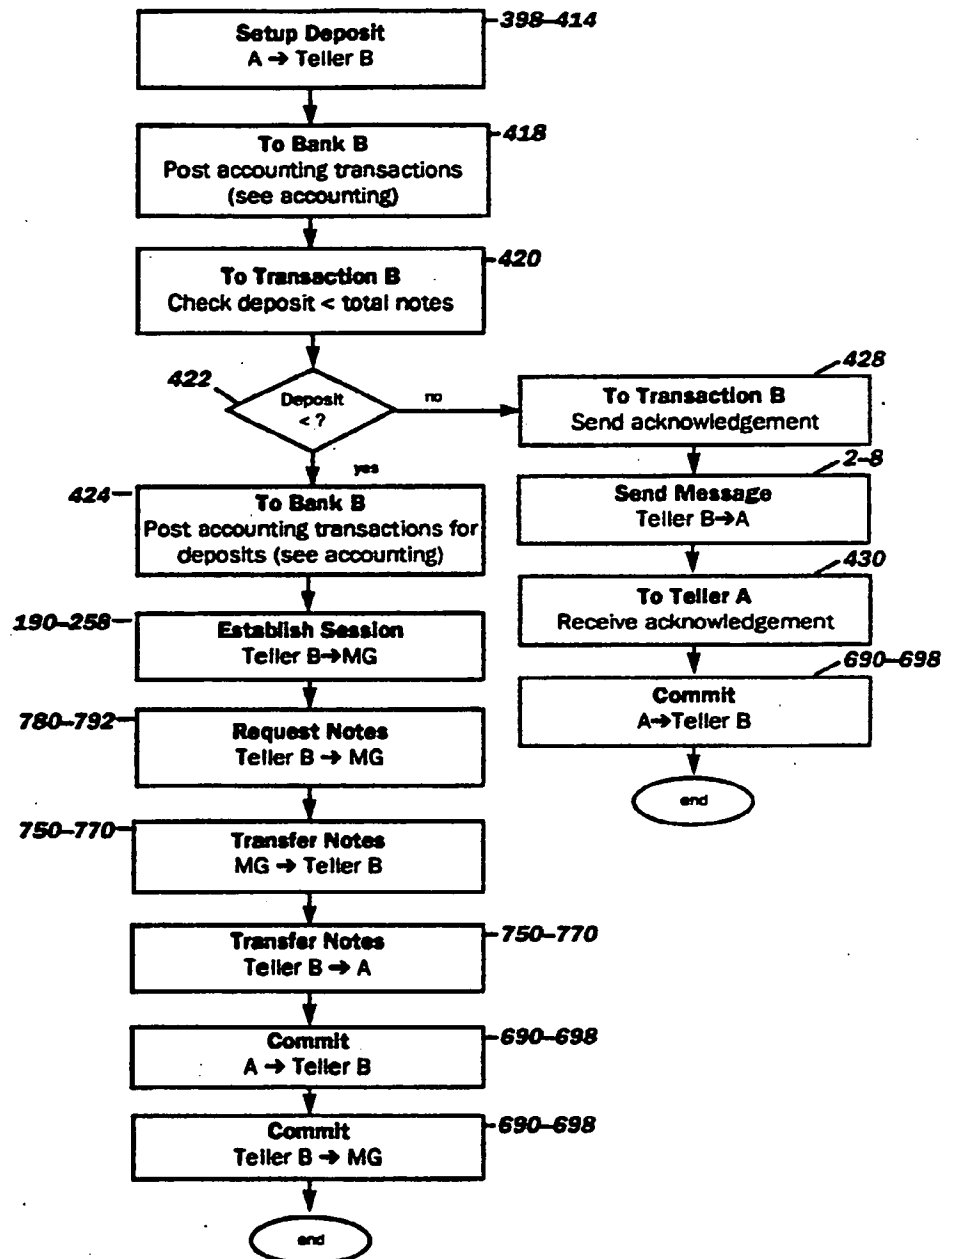 Setup Deposit
A → Teller B
398–414
To Bank B
Post accounting transactions
(see accounting)
418
To Transaction B
Check deposit < total notes
420
422
Deposit
< ?
no
yes
424
To Bank B
Post accounting transactions for
deposits (see accounting)
190–258
Establish Session
Teller B→MG
780–792
Request Notes
Teller B → MG
750–770
Transfer Notes
MG → Teller B
Transfer Notes
Teller B → A
750–770
Commit
A → Teller B
690–698
Commit
Teller B → MG
690–698
end
428
To Transaction B
Send acknowledgement
2–8
Send Message
Teller B→A
430
To Teller A
Receive acknowledgement
690–698
Commit
A→Teller B
end